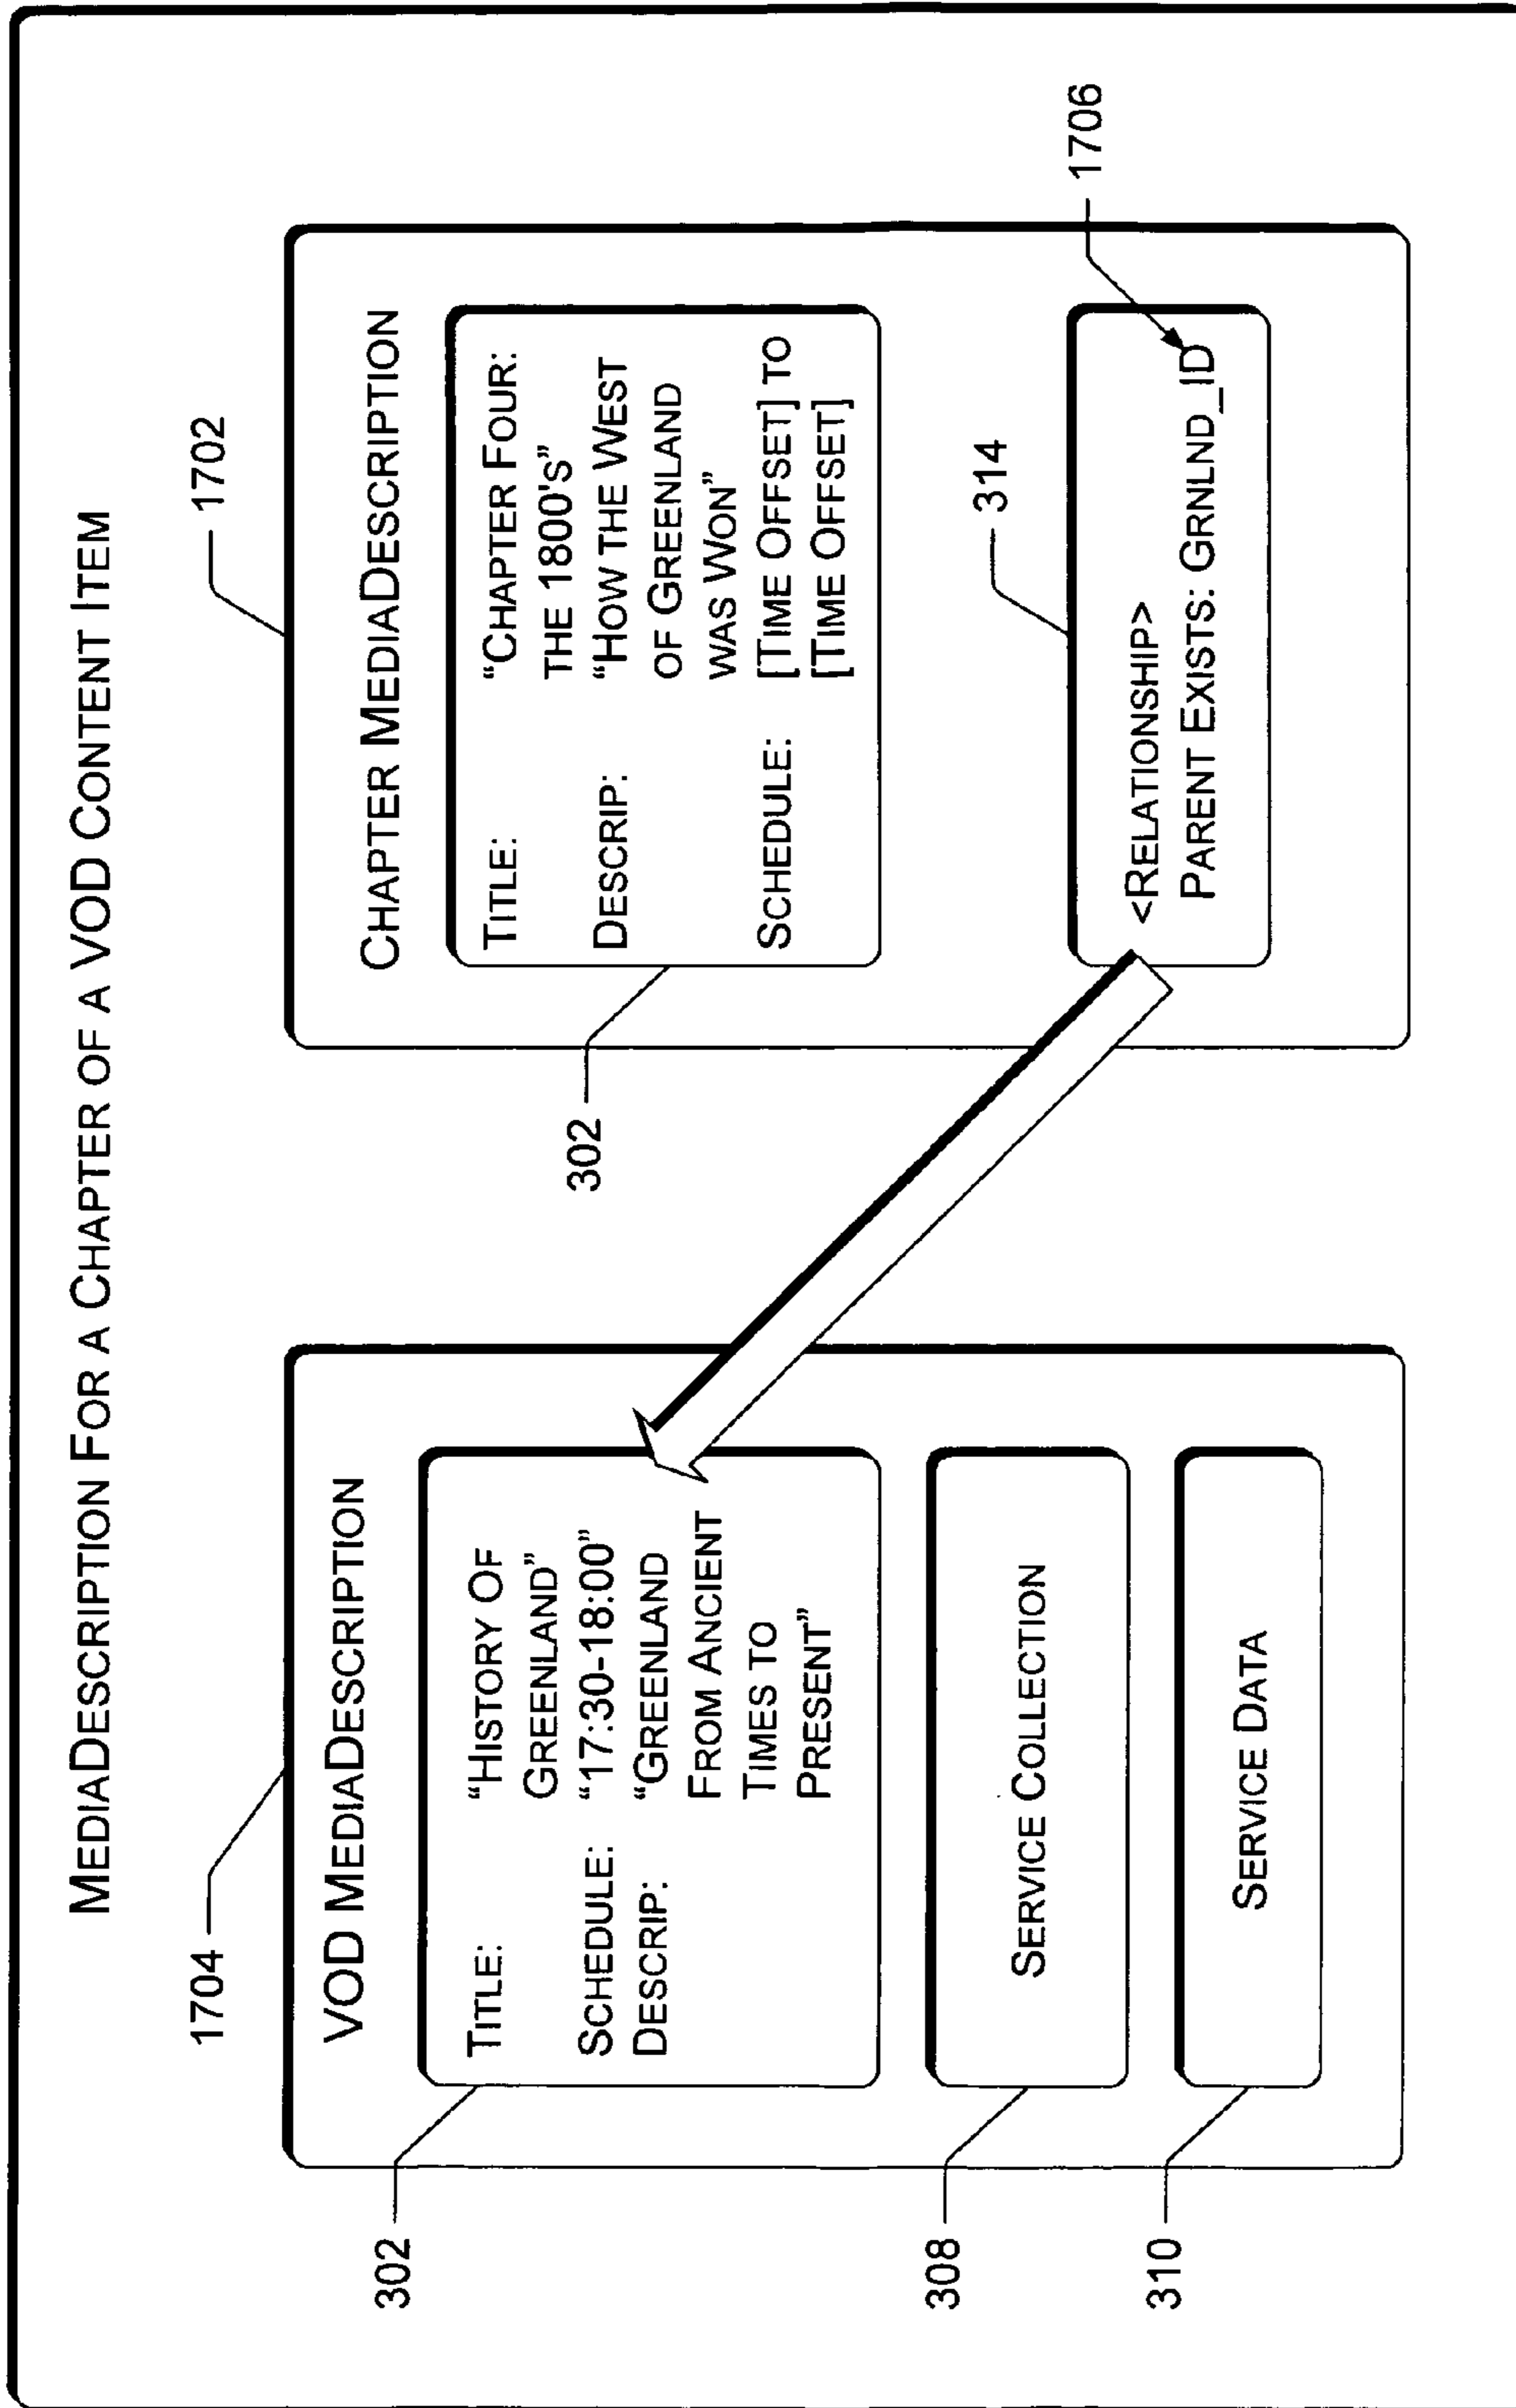 MEDIADESCRIPTION FOR A CHAPTER OF A VOD CONTENT ITEM
1704
VOD MEDIADESCRIPTION
302
TITLE: "HISTORY OF
GREENLAND"
SCHEDULE: "17:30-18:00"
DESCRIP: "GREENLAND
FROM ANCIENT
TIMES TO
PRESENT"
308
SERVICE COLLECTION
310
SERVICE DATA
1702
CHAPTER MEDIADESCRIPTION
302
TITLE: "CHAPTER FOUR:
THE 1800'S"
DESCRIP: "HOW THE WEST
OF GREENLAND
WAS WON"
SCHEDULE: [TIME OFFSET] TO
[TIME OFFSET]
314
<RELATIONSHIP>
PARENT EXISTS: GRNLND_ID
1706